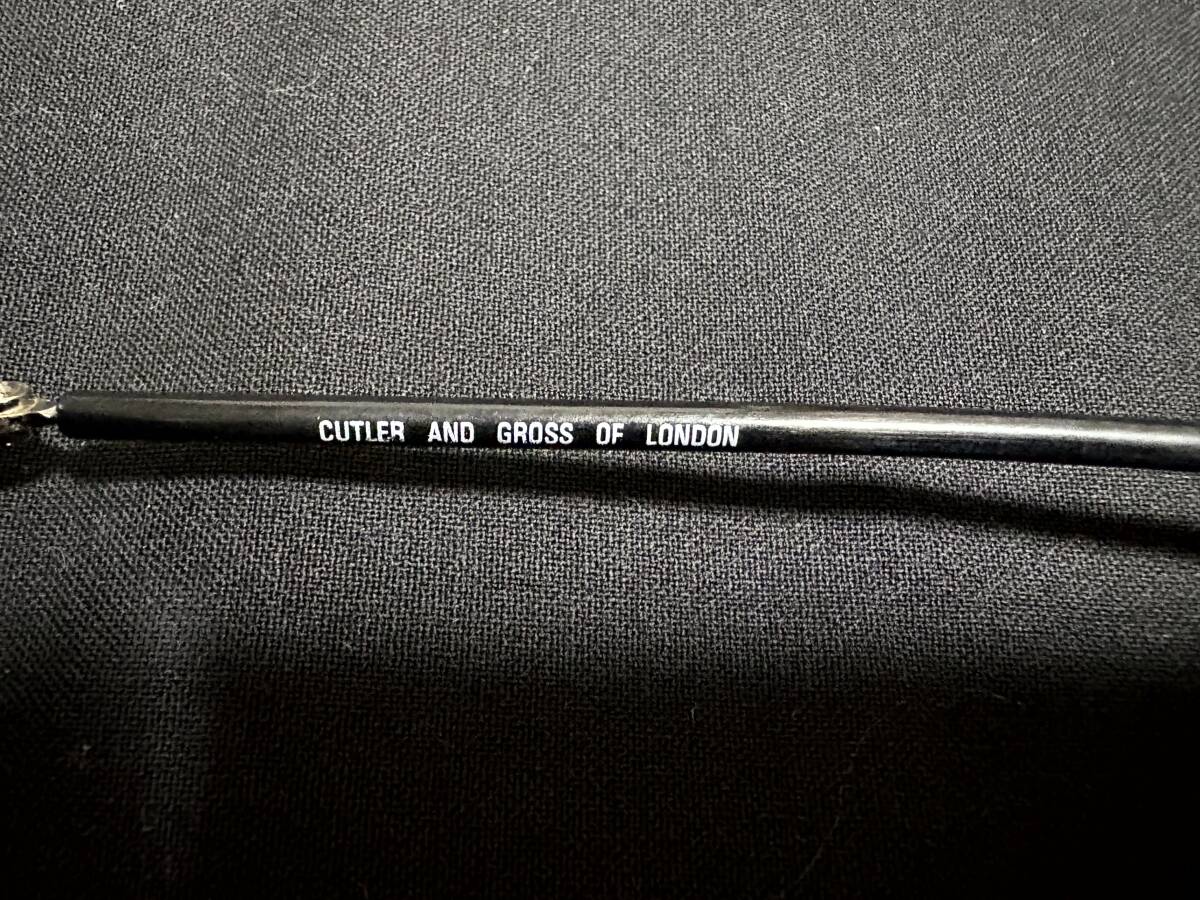 CUTLER AND GROSS OF LONDON